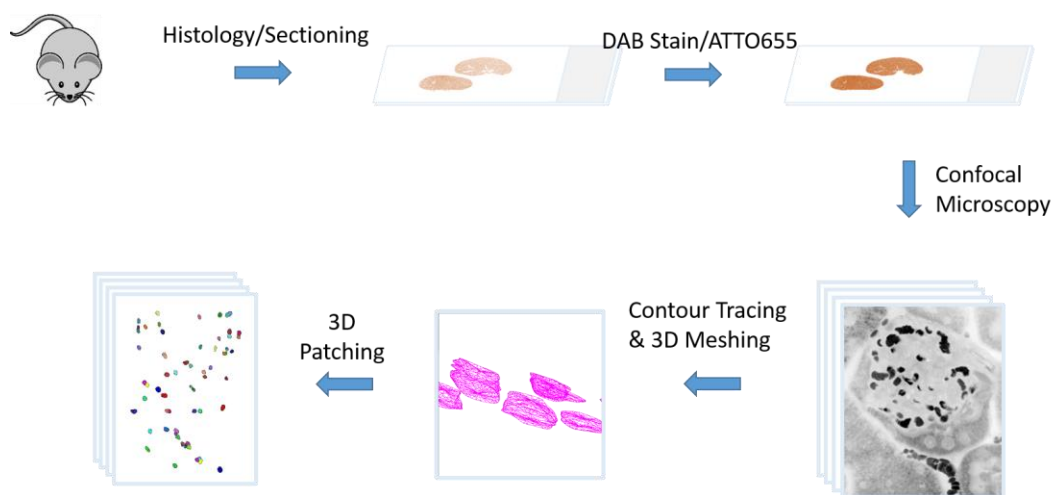 Histology/Sectioning
DAB Stain/ATTO655
Confocal
Microscopy
Contour Tracing
& 3D Meshing
3D
Patching